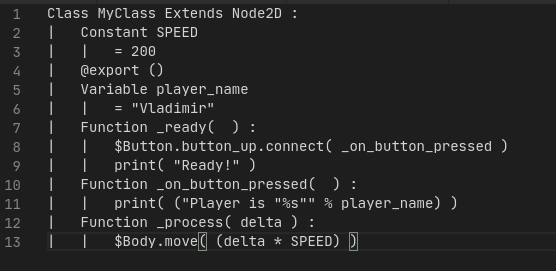 1 Class MyClass Extends Node2D :
2 |   Constant SPEED
3 |   |   = 200
4 |   @export ()
5 |   Variable player_name
6 |   |   = "Vladimir"
7 |   Function _ready(  ) :
8 |   |   $Button.button_up.connect( _on_button_pressed )
9 |   |   print( "Ready!" )
10 |   Function _on_button_pressed(  ) :
11 |   |   print( ("Player is "%s"" % player_name) )
12 |   Function _process( delta ) :
13 |   |   $Body.move( (delta * SPEED) )